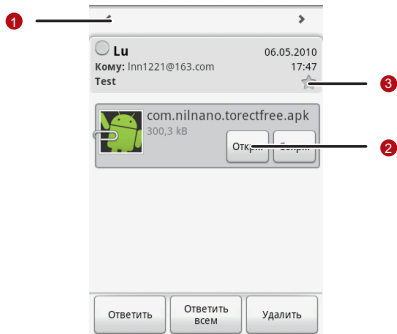 1
Lu
06.05.2010
Кому: lnn1221@163.com
17:47
Test
3
com.nilnano.torectfree.apk
300,3 kB
Откр...
2
Ответить
Ответить
всем
Удалить